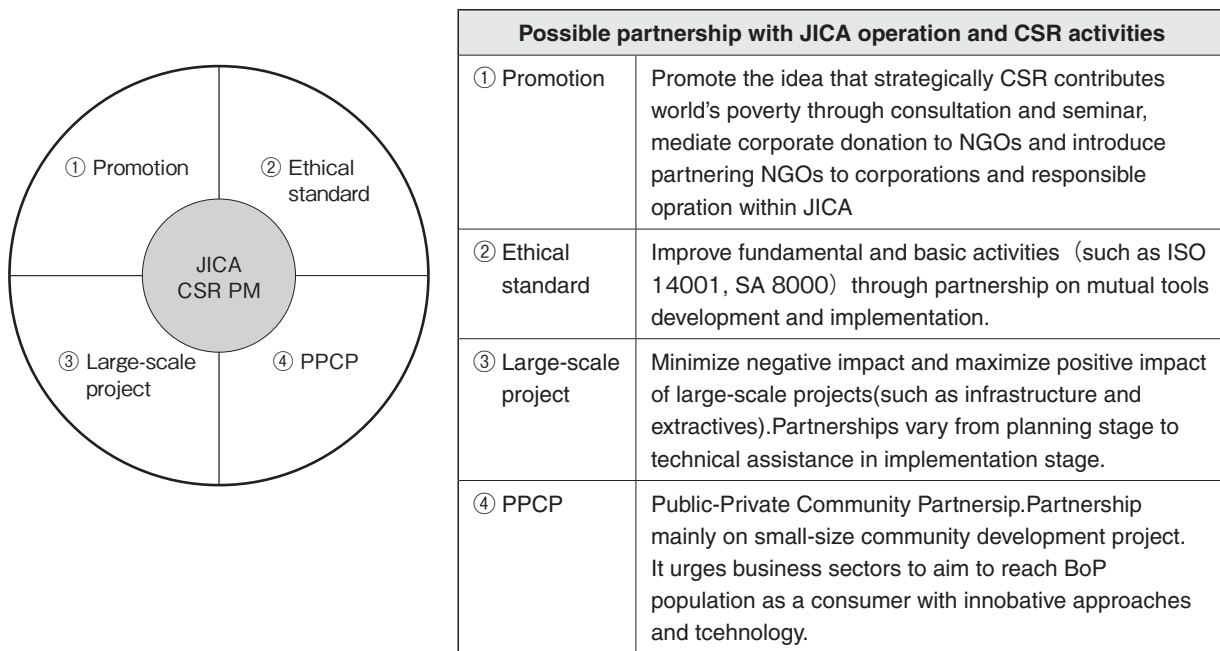 ① Promotion
② Ethical
standard
JICA
CSR PM
③ Large-scale
project
④ PPCP
Possible partnership with JICA operation and CSR activities
① Promotion
Promote the idea that strategically CSR contributes
world's poverty through consultation and seminar,
mediate corporate donation to NGOs and introduce
partnering NGOs to corporations and responsible
opration within JICA
② Ethical
standard
Improve fundamental and basic activities（such as ISO
14001, SA 8000）through partnership on mutual tools
development and implementation.
③ Large-scale
project
Minimize negative impact and maximize positive impact
of large-scale projects(such as infrastructure and
extractives).Partnerships vary from planning stage to
technical assistance in implementation stage.
④ PPCP
Public-Private Community Partnersip.Partnership
mainly on small-size community development project.
It urges business sectors to aim to reach BoP
population as a consumer with innobative approaches
and tcehnology.